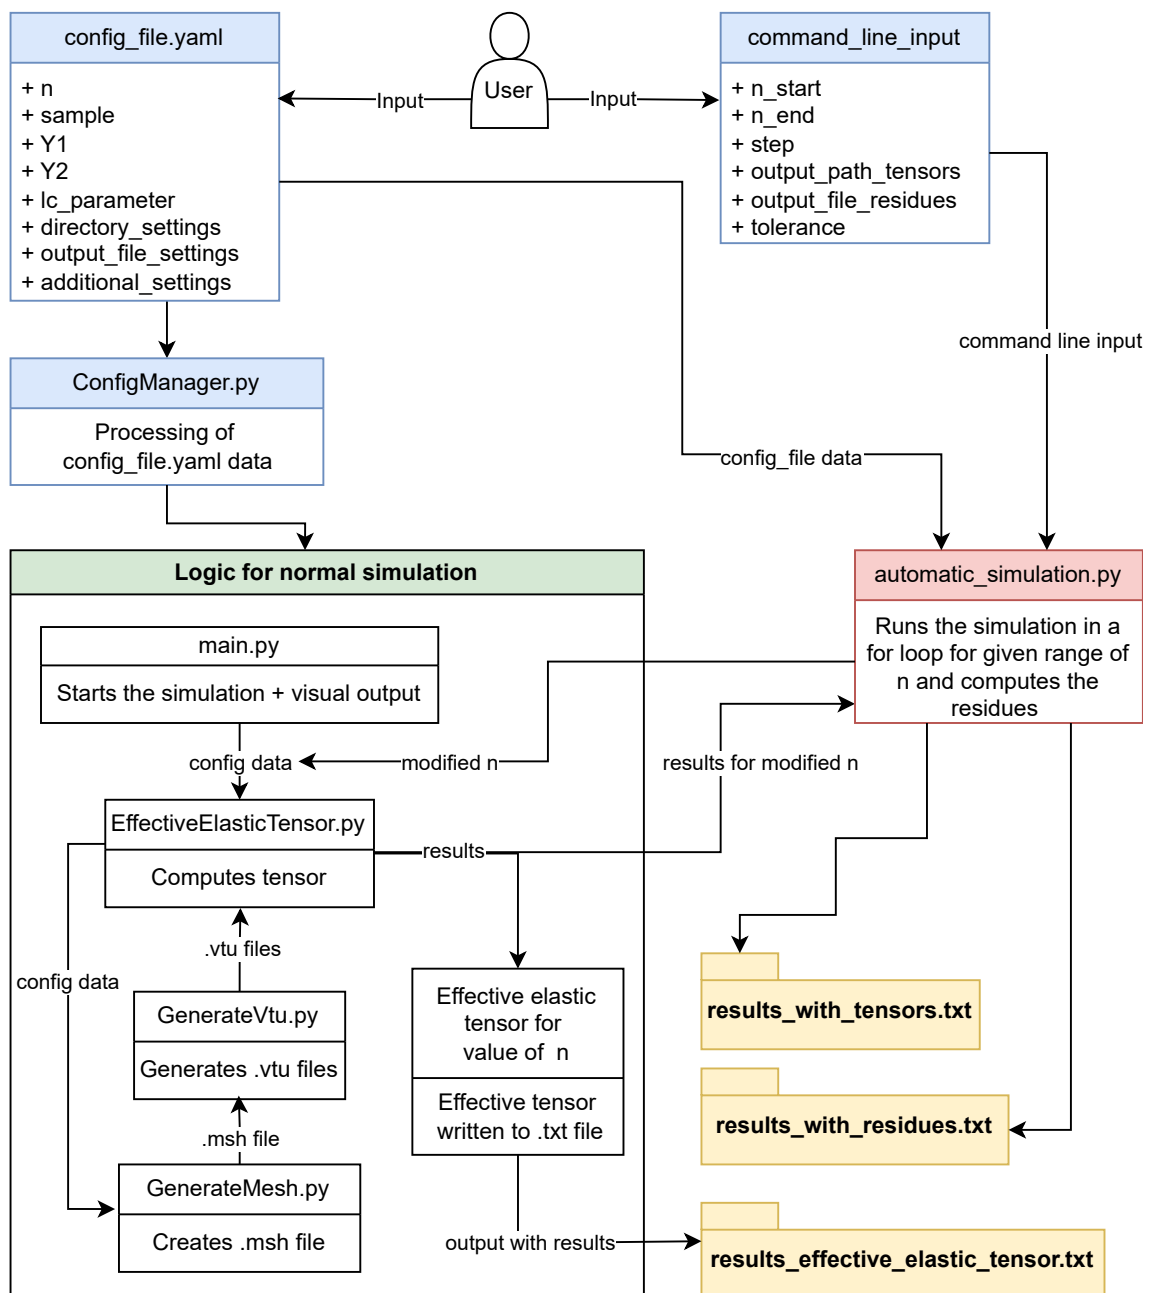 config_file.yaml
+ n
+ sample
+ Y1
+ Y2
+ lc_parameter
+ directory_settings
+ output_file_settings
+ additional_settings
Input
User
Input
command_line_input
+ n_start
+ n_end
+ step
+ output_path_tensors
+ output_file_residues
+ tolerance
command line input
ConfigManager.py
Processing of
config_file.yaml data
config_file data
Logic for normal simulation
main.py
Starts the simulation + visual output
config data
modified n
results for modified n
automatic_simulation.py
Runs the simulation in a
for loop for given range of
n and computes the
residues
EffectiveElasticTensor.py
Computes tensor
results
.vtu files
config data
GenerateVtu.py
Generates .vtu files
.msh file
GenerateMesh.py
Creates .msh file
Effective elastic
tensor for
value of  n
Effective tensor
written to .txt file
output with results
results_with_tensors.txt
results_with_residues.txt
results_effective_elastic_tensor.txt